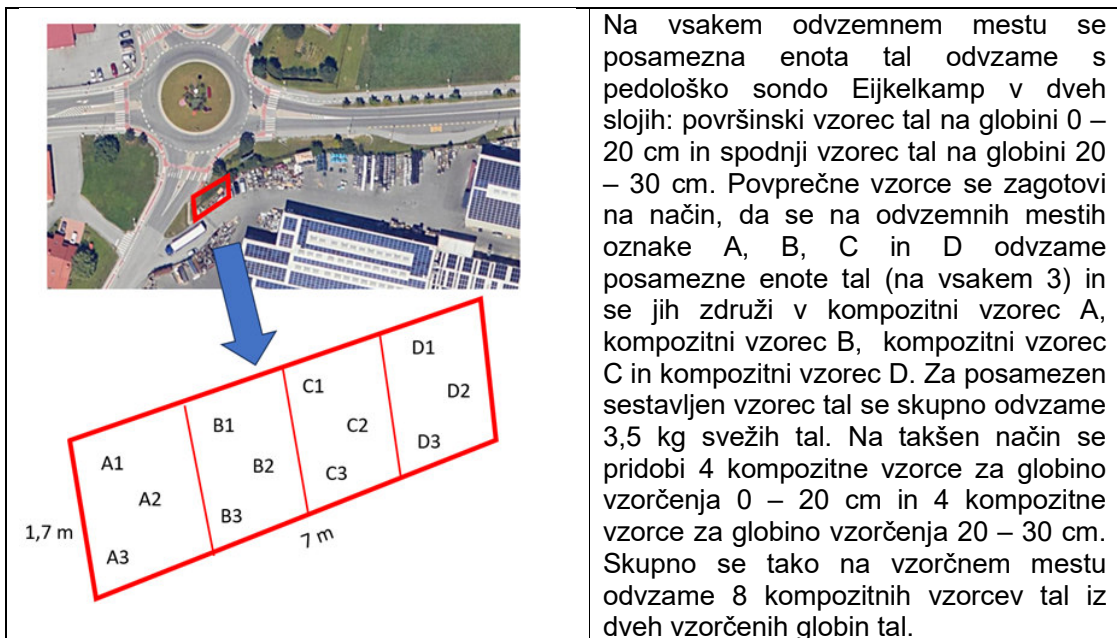 Na vsakem odvzemnem mestu se
posamezna enota tal odvzame s
pedološko sondo Eijkelkamp v dveh
slojih: površinski vzorec tal na globini 0 –
20 cm in spodnji vzorec tal na globini 20
– 30 cm. Povprečne vzorce se zagotovi
na način, da se na odvzemnih mestih
oznake A, B, C in D odvzame
posamezne enote tal (na vsakem 3) in
se jih združi v kompozitni vzorec A,
kompozitni vzorec B, kompozitni vzorec
C in kompozitni vzorec D. Za posamezen
sestavljen vzorec tal se skupno odvzame
3,5 kg svežih tal. Na takšen način se
pridobi 4 kompozitne vzorce za globino
vzorčenja 0 – 20 cm in 4 kompozitne
vzorce za globino vzorčenja 20 – 30 cm.
Skupno se tako na vzorčnem mestu
odvzame 8 kompozitnih vzorcev tal iz
dveh vzorčenih globin tal.
A1
A2
A3
B1
B2
B3
C1
C2
C3
D1
D2
D3
1,7 m
7 m